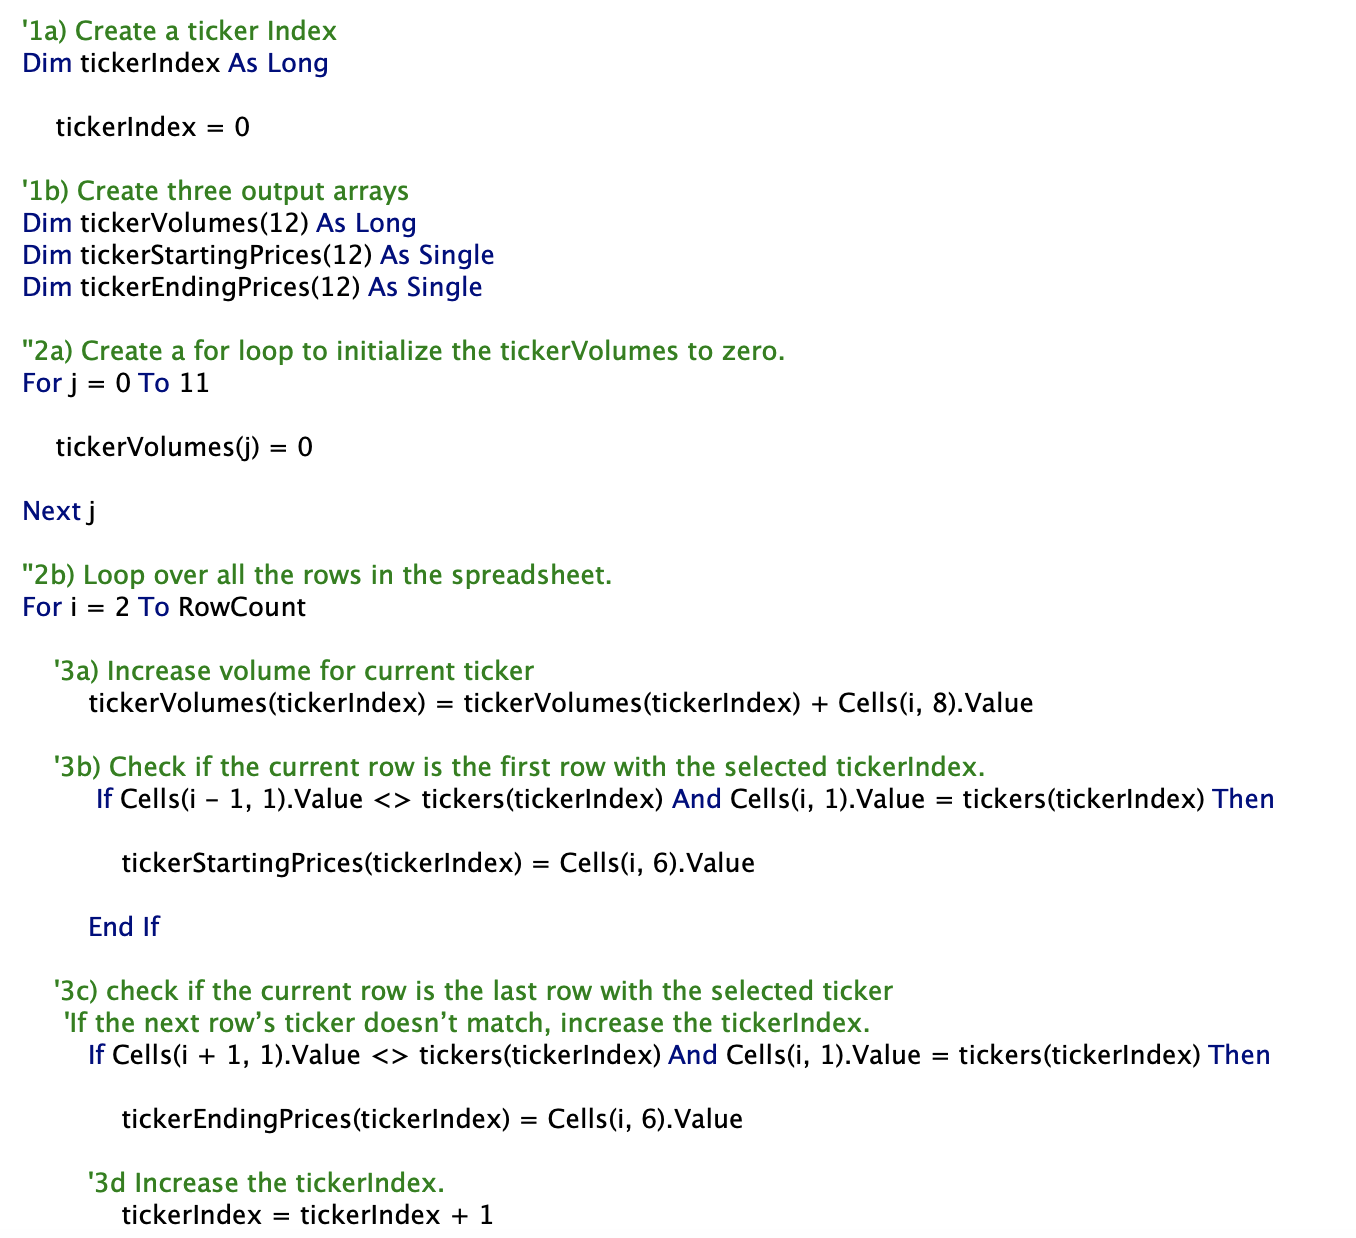 '1a) Create a ticker Index
Dim tickerIndex As Long
tickerIndex = 0
'1b) Create three output arrays
Dim tickerVolumes(12) As Long
Dim tickerStartingPrices(12) As Single
Dim tickerEndingPrices(12) As Single
''2a) Create a for loop to initialize the tickerVolumes to zero.
For j = 0 To 11
tickerVolumes(j) = 0
Next j
''2b) Loop over all the rows in the spreadsheet.
For i = 2 To RowCount
'3a) Increase volume for current ticker
tickerVolumes(tickerIndex) = tickerVolumes(tickerIndex) + Cells(i, 8).Value
'3b) Check if the current row is the first row with the selected tickerIndex.
If Cells(i - 1, 1).Value <> tickers(tickerIndex) And Cells(i, 1).Value = tickers(tickerIndex) Then
tickerStartingPrices(tickerIndex) = Cells(i, 6).Value
End If
'3c) check if the current row is the last row with the selected ticker
'If the next row’s ticker doesn’t match, increase the tickerIndex.
If Cells(i + 1, 1).Value <> tickers(tickerIndex) And Cells(i, 1).Value = tickers(tickerIndex) Then
tickerEndingPrices(tickerIndex) = Cells(i, 6).Value
'3d Increase the tickerIndex.
tickerIndex = tickerIndex + 1